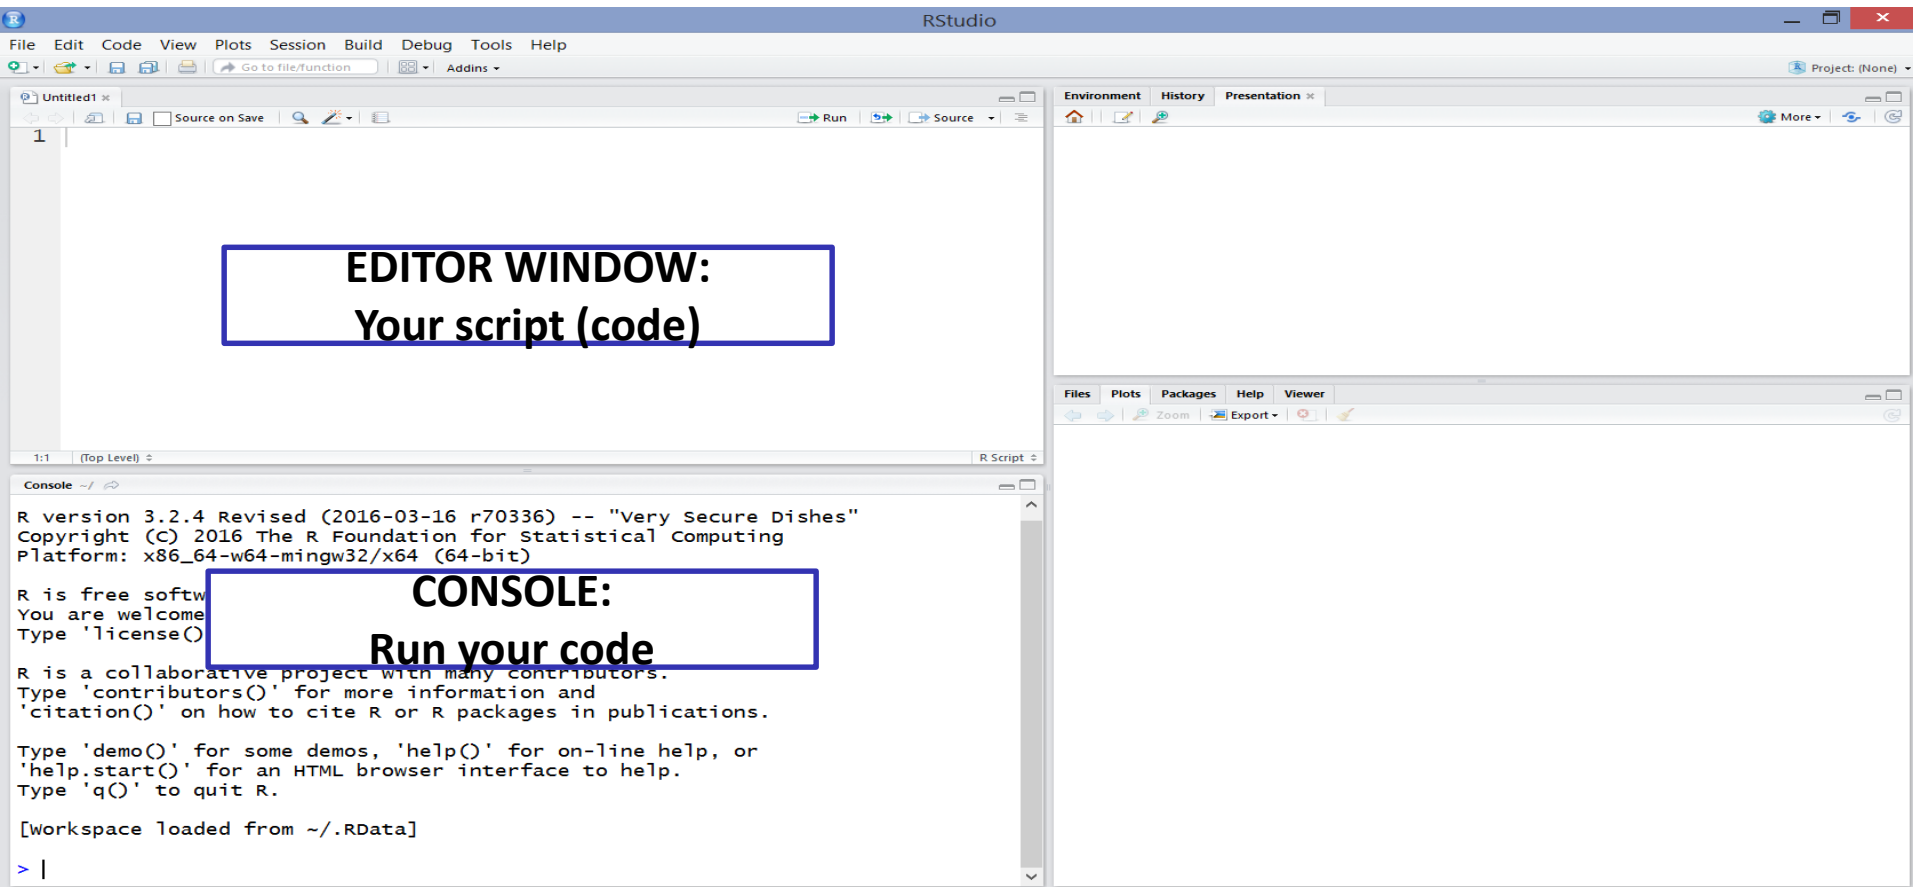 RStudio
File Edit Code View Plots Session Build Debug Tools Help
Go to file/function Addins Project: (None)
Untitled1
Source on Save Run Source
1
EDITOR WINDOW:
Your script (code)
1:1 (Top Level) R Script
Console ~/
R version 3.2.4 Revised (2016-03-16 r70336) -- "Very Secure Dishes"
Copyright (C) 2016 The R Foundation for Statistical Computing
Platform: x86_64-w64-mingw32/x64 (64-bit)
R is free softw
You are welcome
Type 'license()
CONSOLE:
Run your code
R is a collaborative project with many contributors.
Type 'contributors()' for more information and
'citation()' on how to cite R or R packages in publications.
Type 'demo()' for some demos, 'help()' for on-line help, or
'help.start()' for an HTML browser interface to help.
Type 'q()' to quit R.
[Workspace loaded from ~/.RData]
>
Environment History Presentation
More
Files Plots Packages Help Viewer
Zoom Export